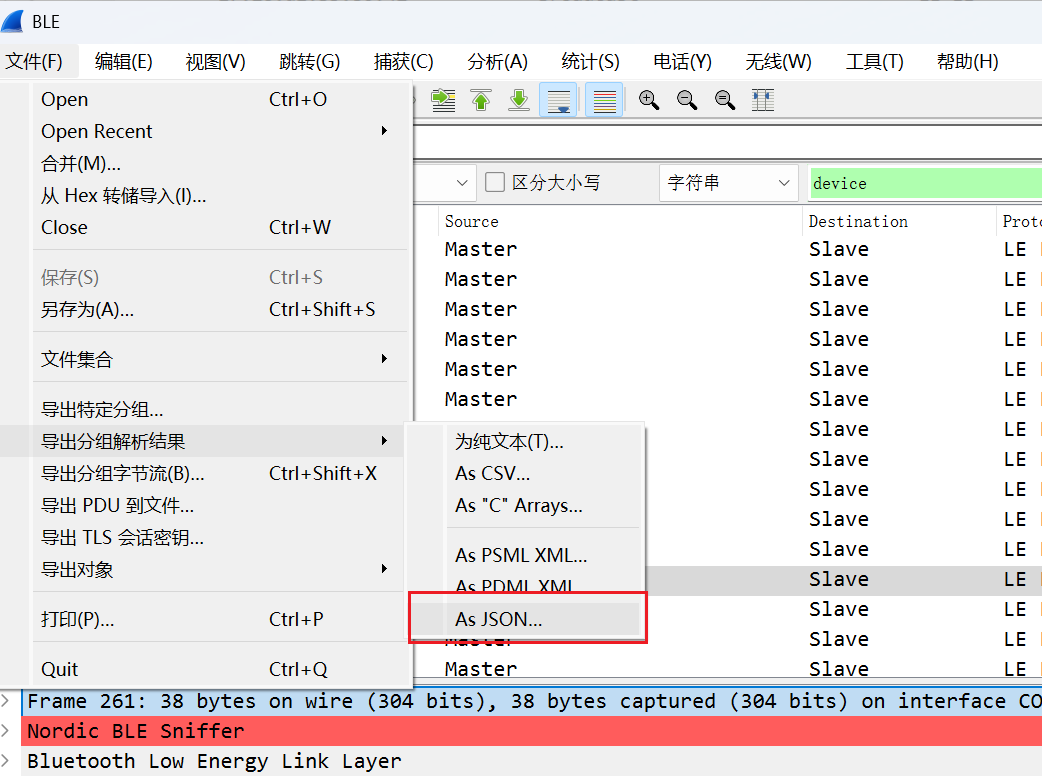 BLE
文件(F) 编辑(E) 视图(V) 跳转(G) 捕获(C) 分析(A) 统计(S) 电话(Y) 无线(W) 工具(T) 帮助(H)
Open Ctrl+O
Open Recent
合并(M)...
从 Hex 转储导入(I)...
Close Ctrl+W
保存(S) Ctrl+S
另存为(A)... Ctrl+Shift+S
文件集合
导出特定分组...
导出分组解析结果
导出分组字节流(B)... Ctrl+Shift+X
导出 PDU 到文件...
导出 TLS 会话密钥...
导出对象
打印(P)... Ctrl+P
Quit Ctrl+Q
为纯文本(T)...
As CSV...
As "C" Arrays...
As PSML XML...
As PDML XML
As JSON...
区分大小写 字符串 device
Source Destination Proto
Master Slave LE
Master Slave LE
Master Slave LE
Master Slave LE
Master Slave LE
Master Slave LE
Slave LE
Slave LE
Slave LE
Slave LE
Slave LE
Slave LE
Slave LE
Master Slave LE
Master Slave LE
Frame 261: 38 bytes on wire (304 bits), 38 bytes captured (304 bits) on interface CO
Nordic BLE Sniffer
Bluetooth Low Energy Link Layer